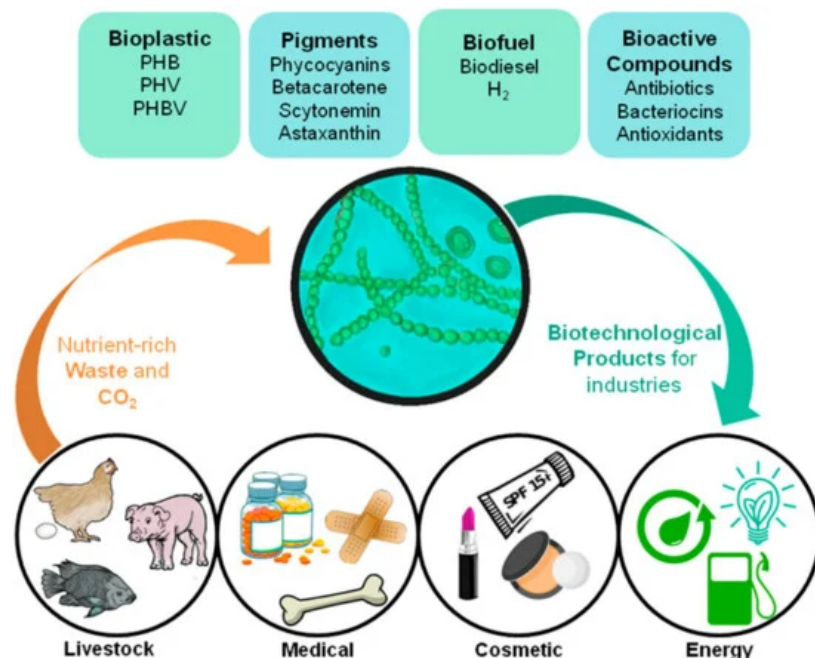 Bioplastic
PHB
PHV
PHBV
Pigments
Phycocyanins
Betacarotene
Scytonemin
Astaxanthin
Biofuel
Biodiesel
H₂
Bioactive
Compounds
Antibiotics
Bacteriocins
Antioxidants
Nutrient-rich
Waste and
CO₂
Biotechnological
Products for
industries
SPF 15+
Livestock
Medical
Cosmetic
Energy